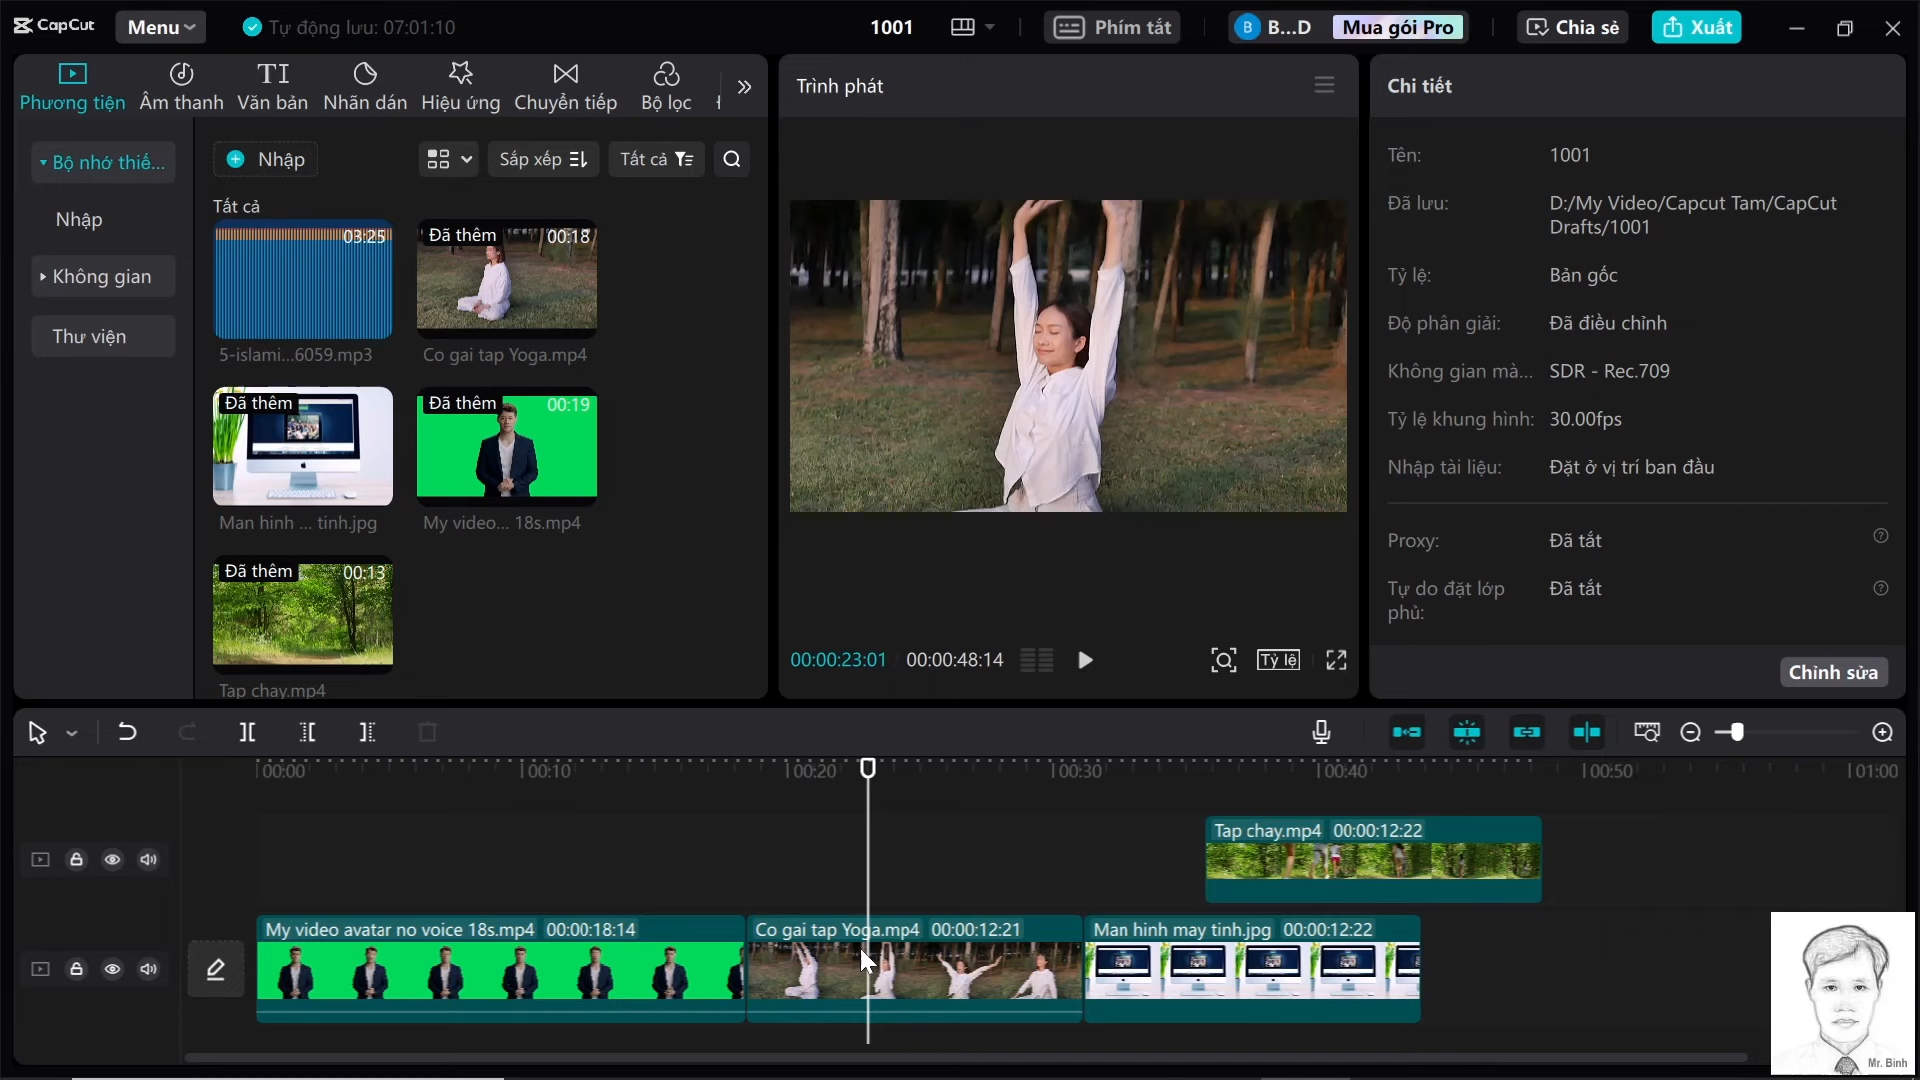 CapCut
Menu
Tự động lưu: 07:01:10
1001
Phím tắt
B
B...D
Mua gói Pro
Chia sẻ
Xuất
Phương tiện
Âm thanh
TI
Văn bản
Nhãn dán
Hiệu ứng
Chuyển tiếp
Bộ lọc
Bộ nhớ thiế...
Nhập
Không gian
Thư viện
Nhập
Sắp xếp
Tất cả
Tất cả
03:25
5-islami...6059.mp3
Đã thêm
00:18
Co gai tap Yoga.mp4
Đã thêm
Man hinh ... tinh.jpg
Đã thêm
00:19
My video... 18s.mp4
Đã thêm
00:13
Tap chay.mp4
Trình phát
00:00:23:01
00:00:48:14
Tỷ lệ
Chi tiết
Tên:
1001
Đã lưu:
D:/My Video/Capcut Tam/CapCut
Drafts/1001
Tỷ lệ:
Bản gốc
Độ phân giải:
Đã điều chỉnh
Không gian mà...
SDR - Rec.709
Tỷ lệ khung hình:
30.00fps
Nhập tài liệu:
Đặt ở vị trí ban đầu
Proxy:
Đã tắt
Tự do đặt lớp
phủ:
Đã tắt
Chỉnh sửa
00:00
00:10
00:20
00:30
00:40
00:50
01:00
Tap chay.mp4 00:00:12:22
My video avatar no voice 18s.mp4 00:00:18:14
Co gai tap Yoga.mp4 00:00:12:21
Man hinh may tinh.jpg 00:00:12:22
Mr. Binh